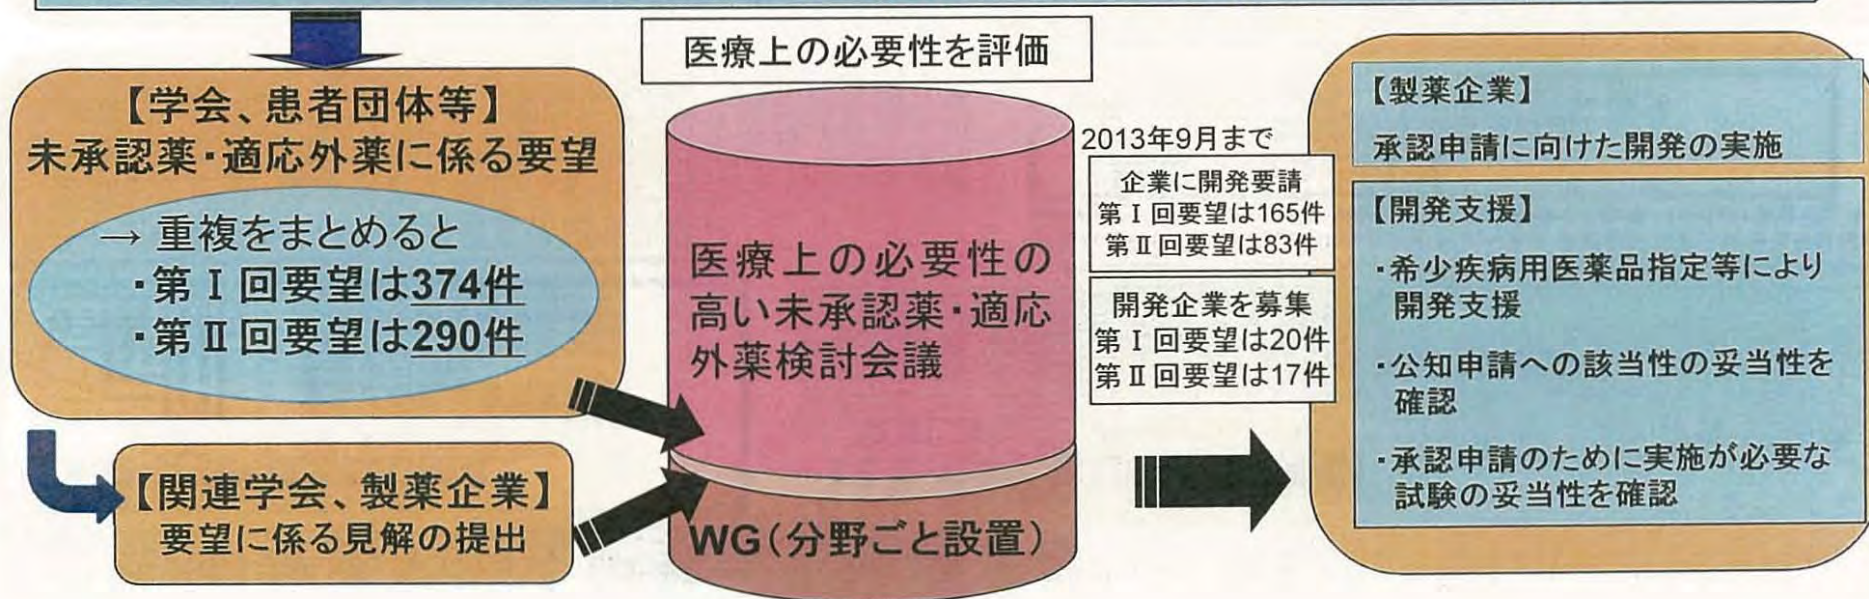 【学会、患者団体等】
未承認薬・適応外薬に係る要望
→ 重複をまとめると
・第Ⅰ回要望は374件
・第Ⅱ回要望は290件
【関連学会、製薬企業】
要望に係る見解の提出
医療上の必要性を評価
医療上の必要性の
高い未承認薬・適応
外薬検討会議
WG(分野ごと設置)
2013年9月まで
企業に開発要請
第Ⅰ回要望は165件
第Ⅱ回要望は83件
開発企業を募集
第Ⅰ回要望は20件
第Ⅱ回要望は17件
【製薬企業】
承認申請に向けた開発の実施
【開発支援】
・希少疾病用医薬品指定等により
開発支援
・公知申請への該当性の妥当性を
確認
・承認申請のために実施が必要な
試験の妥当性を確認